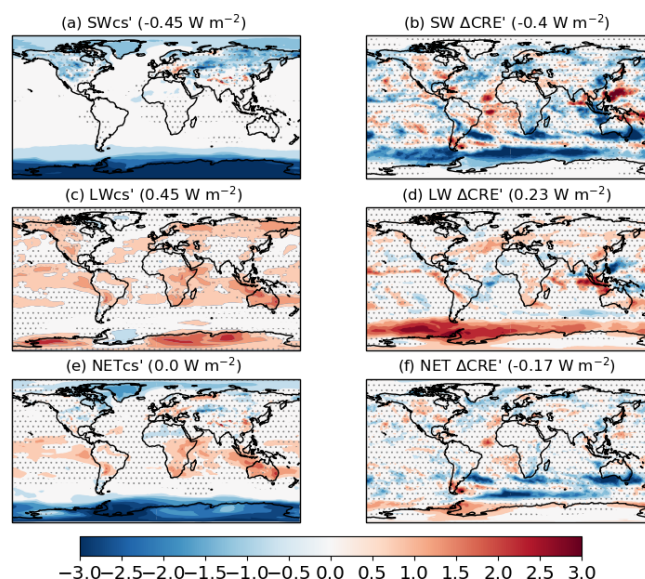 (a) SWcs' (-0.45 W m⁻²)
(b) SW ΔCRE' (-0.4 W m⁻²)
(c) LWcs' (0.45 W m⁻²)
(d) LW ΔCRE' (0.23 W m⁻²)
(e) NETcs' (0.0 W m⁻²)
(f) NET ΔCRE' (-0.17 W m⁻²)
−3.0 −2.5 −2.0 −1.5 −1.0 −0.5 0.0 0.5 1.0 1.5 2.0 2.5 3.0